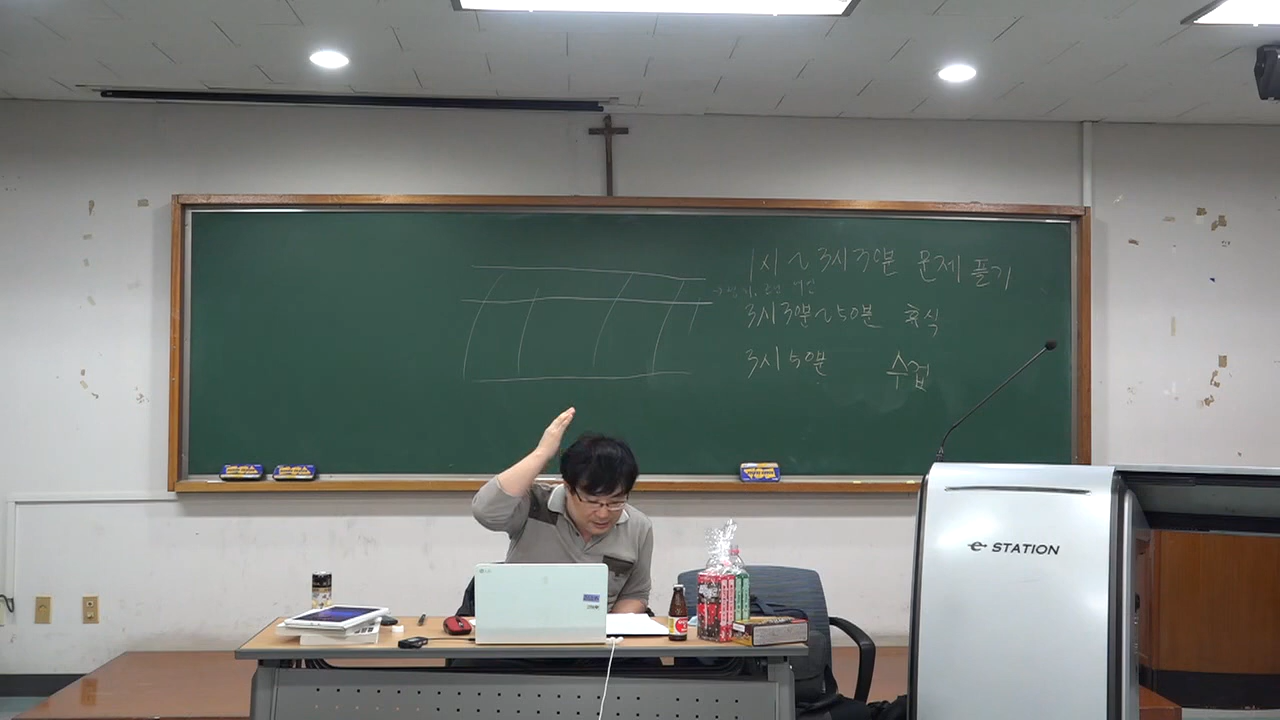 1시 ~ 3시 30분 문제 풀기
3시 30분 ~ 50분 휴식
3시 50분 수업
e STATION
LG